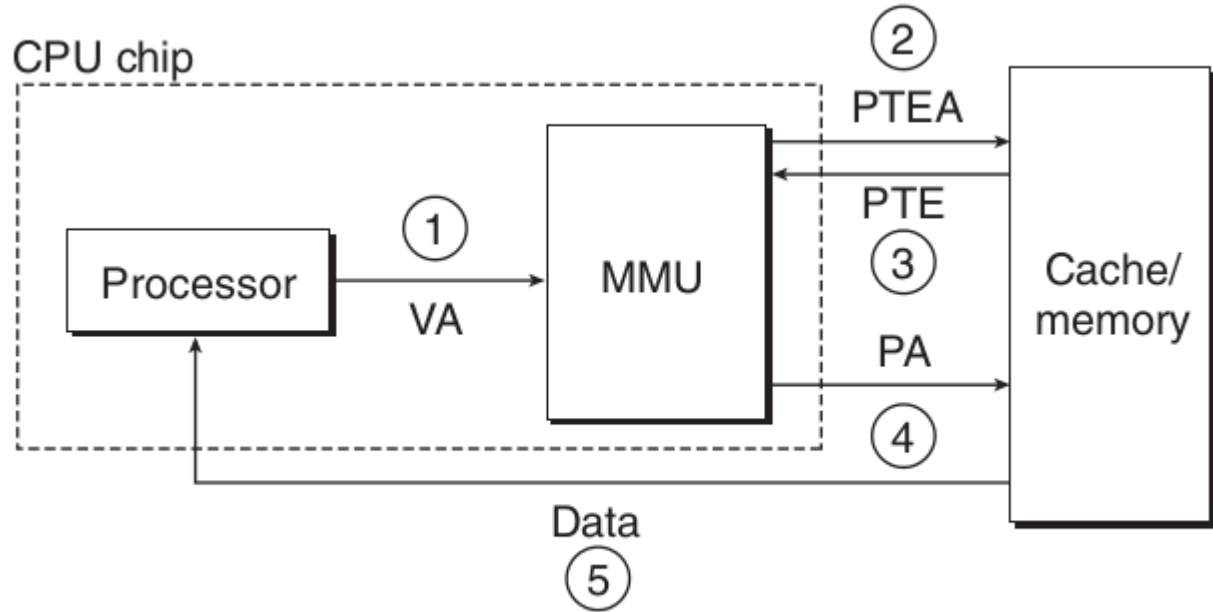 CPU chip
2
PTEA
PTE
3
1
Processor
VA
MMU
Cache/
memory
PA
4
Data
5